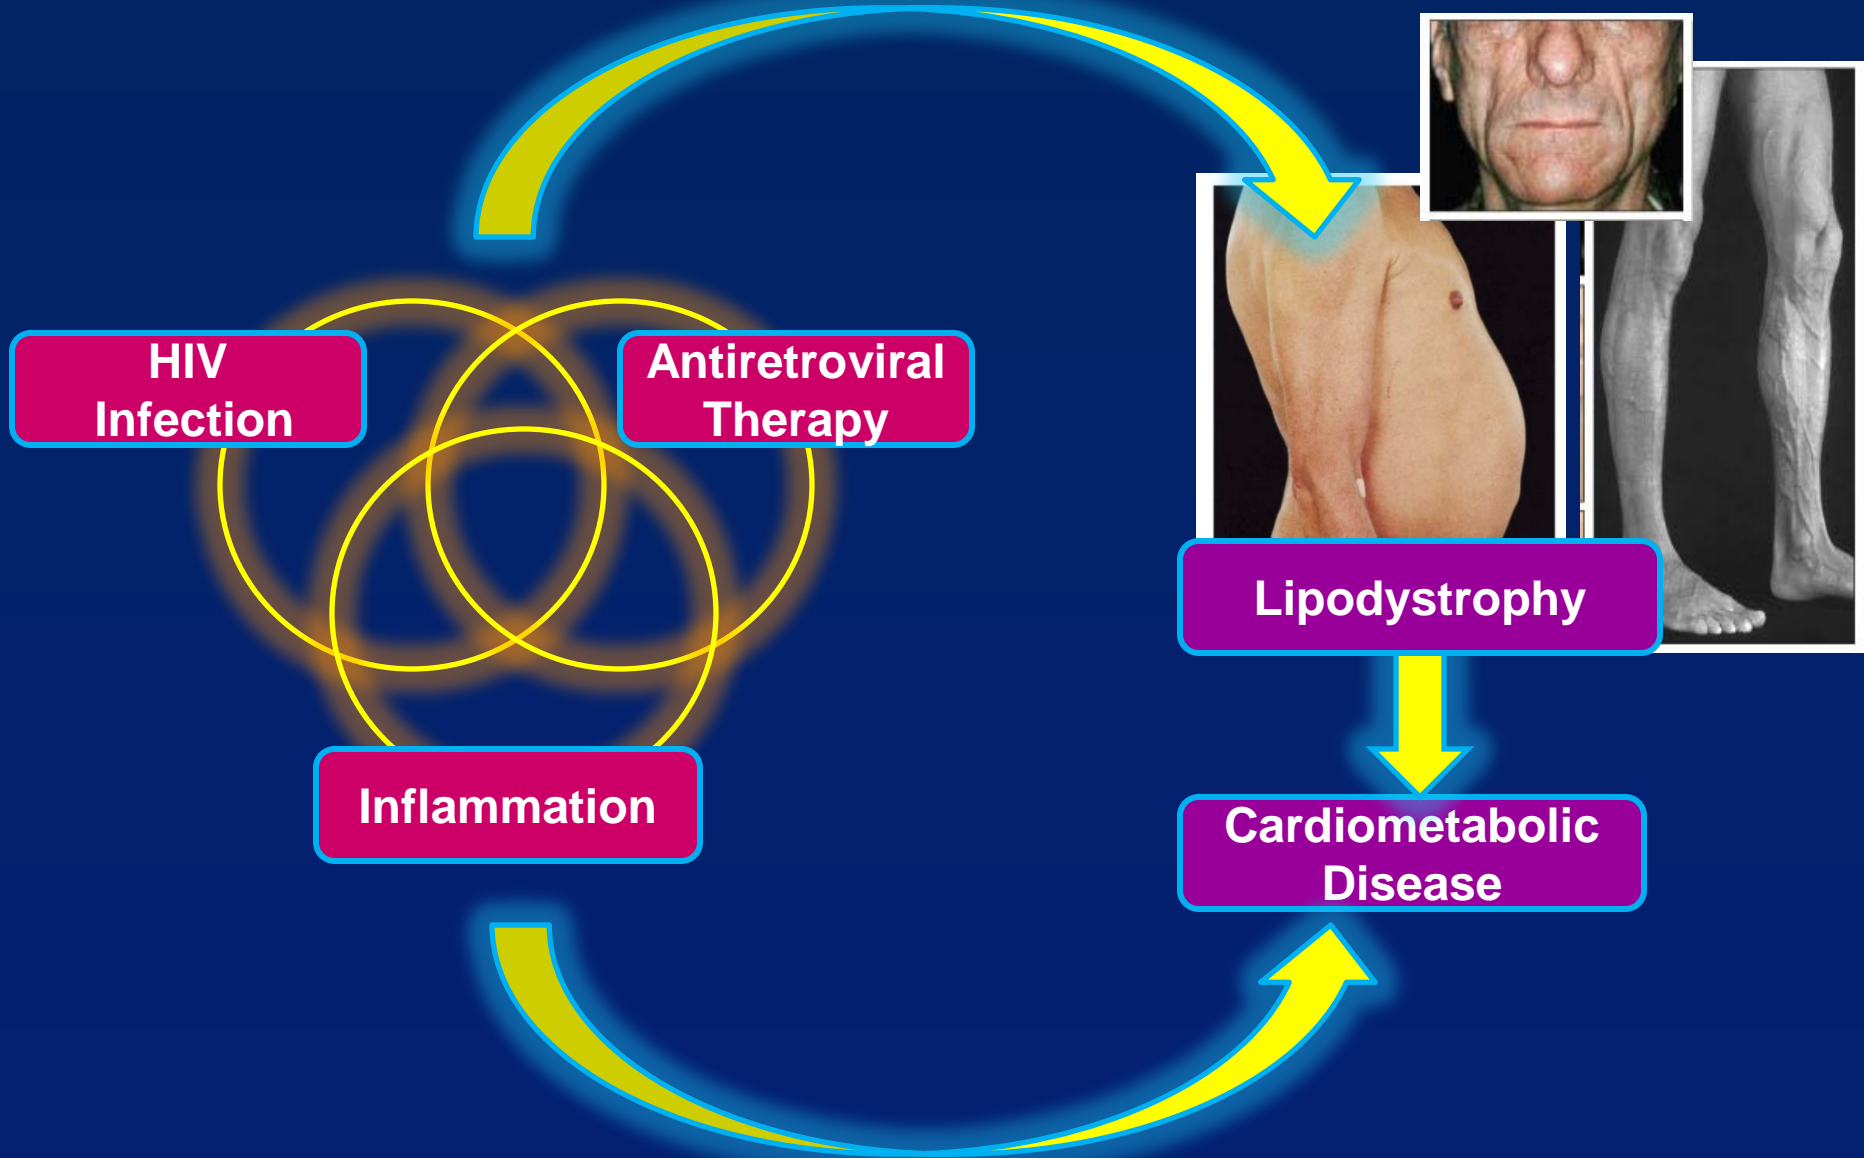 HIV
Infection
Antiretroviral
Therapy
Inflammation
Lipodystrophy
Cardiometabolic
Disease